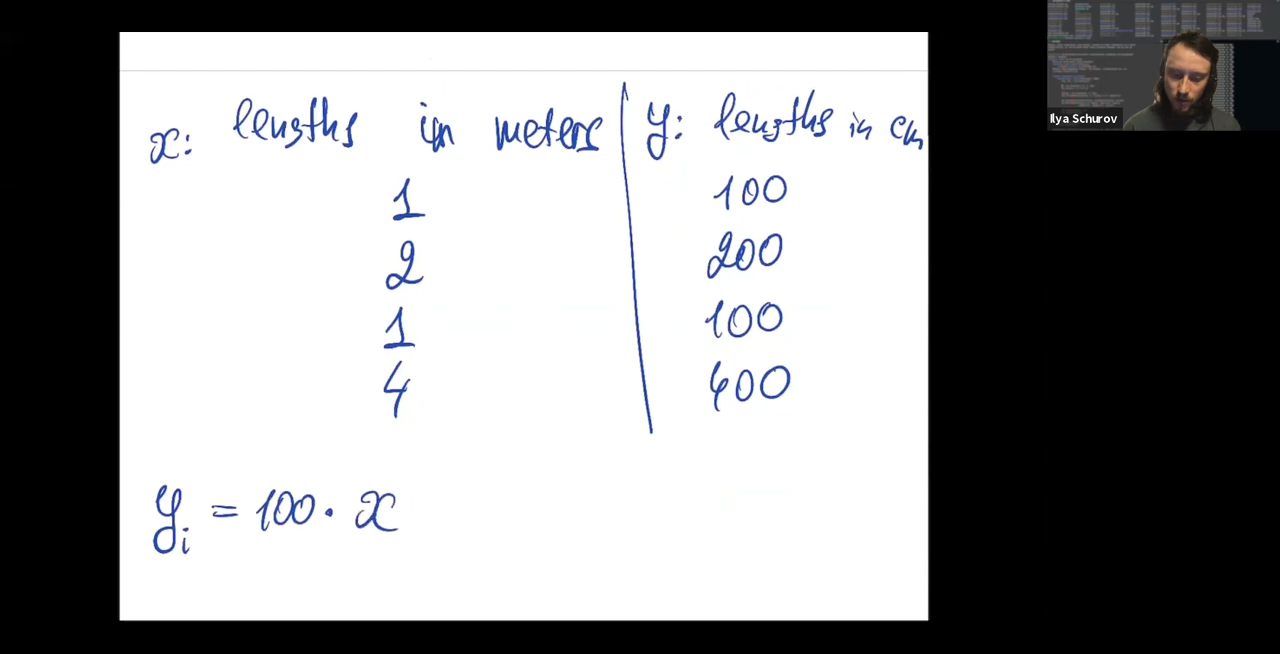 x: lengths in meters y: lengths in cm
1 100
2 200
1 100
4 400
yi = 100 · x
Ilya Schurov